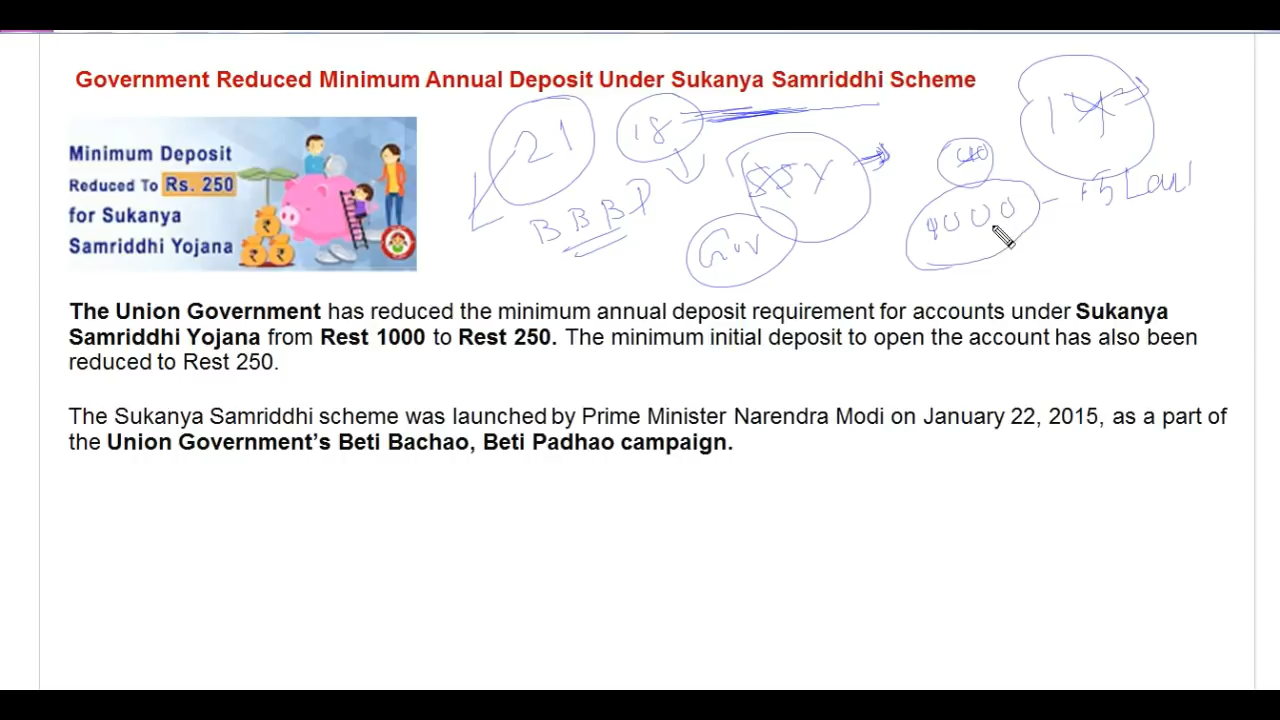 Government Reduced Minimum Annual Deposit Under Sukanya Samriddhi Scheme
Minimum Deposit
Reduced To Rs. 250
for Sukanya
Samriddhi Yojana
21
18
BBBP
SSY
Gov
1000
The Union Government has reduced the minimum annual deposit requirement for accounts under Sukanya
Samriddhi Yojana from Rest 1000 to Rest 250. The minimum initial deposit to open the account has also been
reduced to Rest 250.
The Sukanya Samriddhi scheme was launched by Prime Minister Narendra Modi on January 22, 2015, as a part of
the Union Government’s Beti Bachao, Beti Padhao campaign.